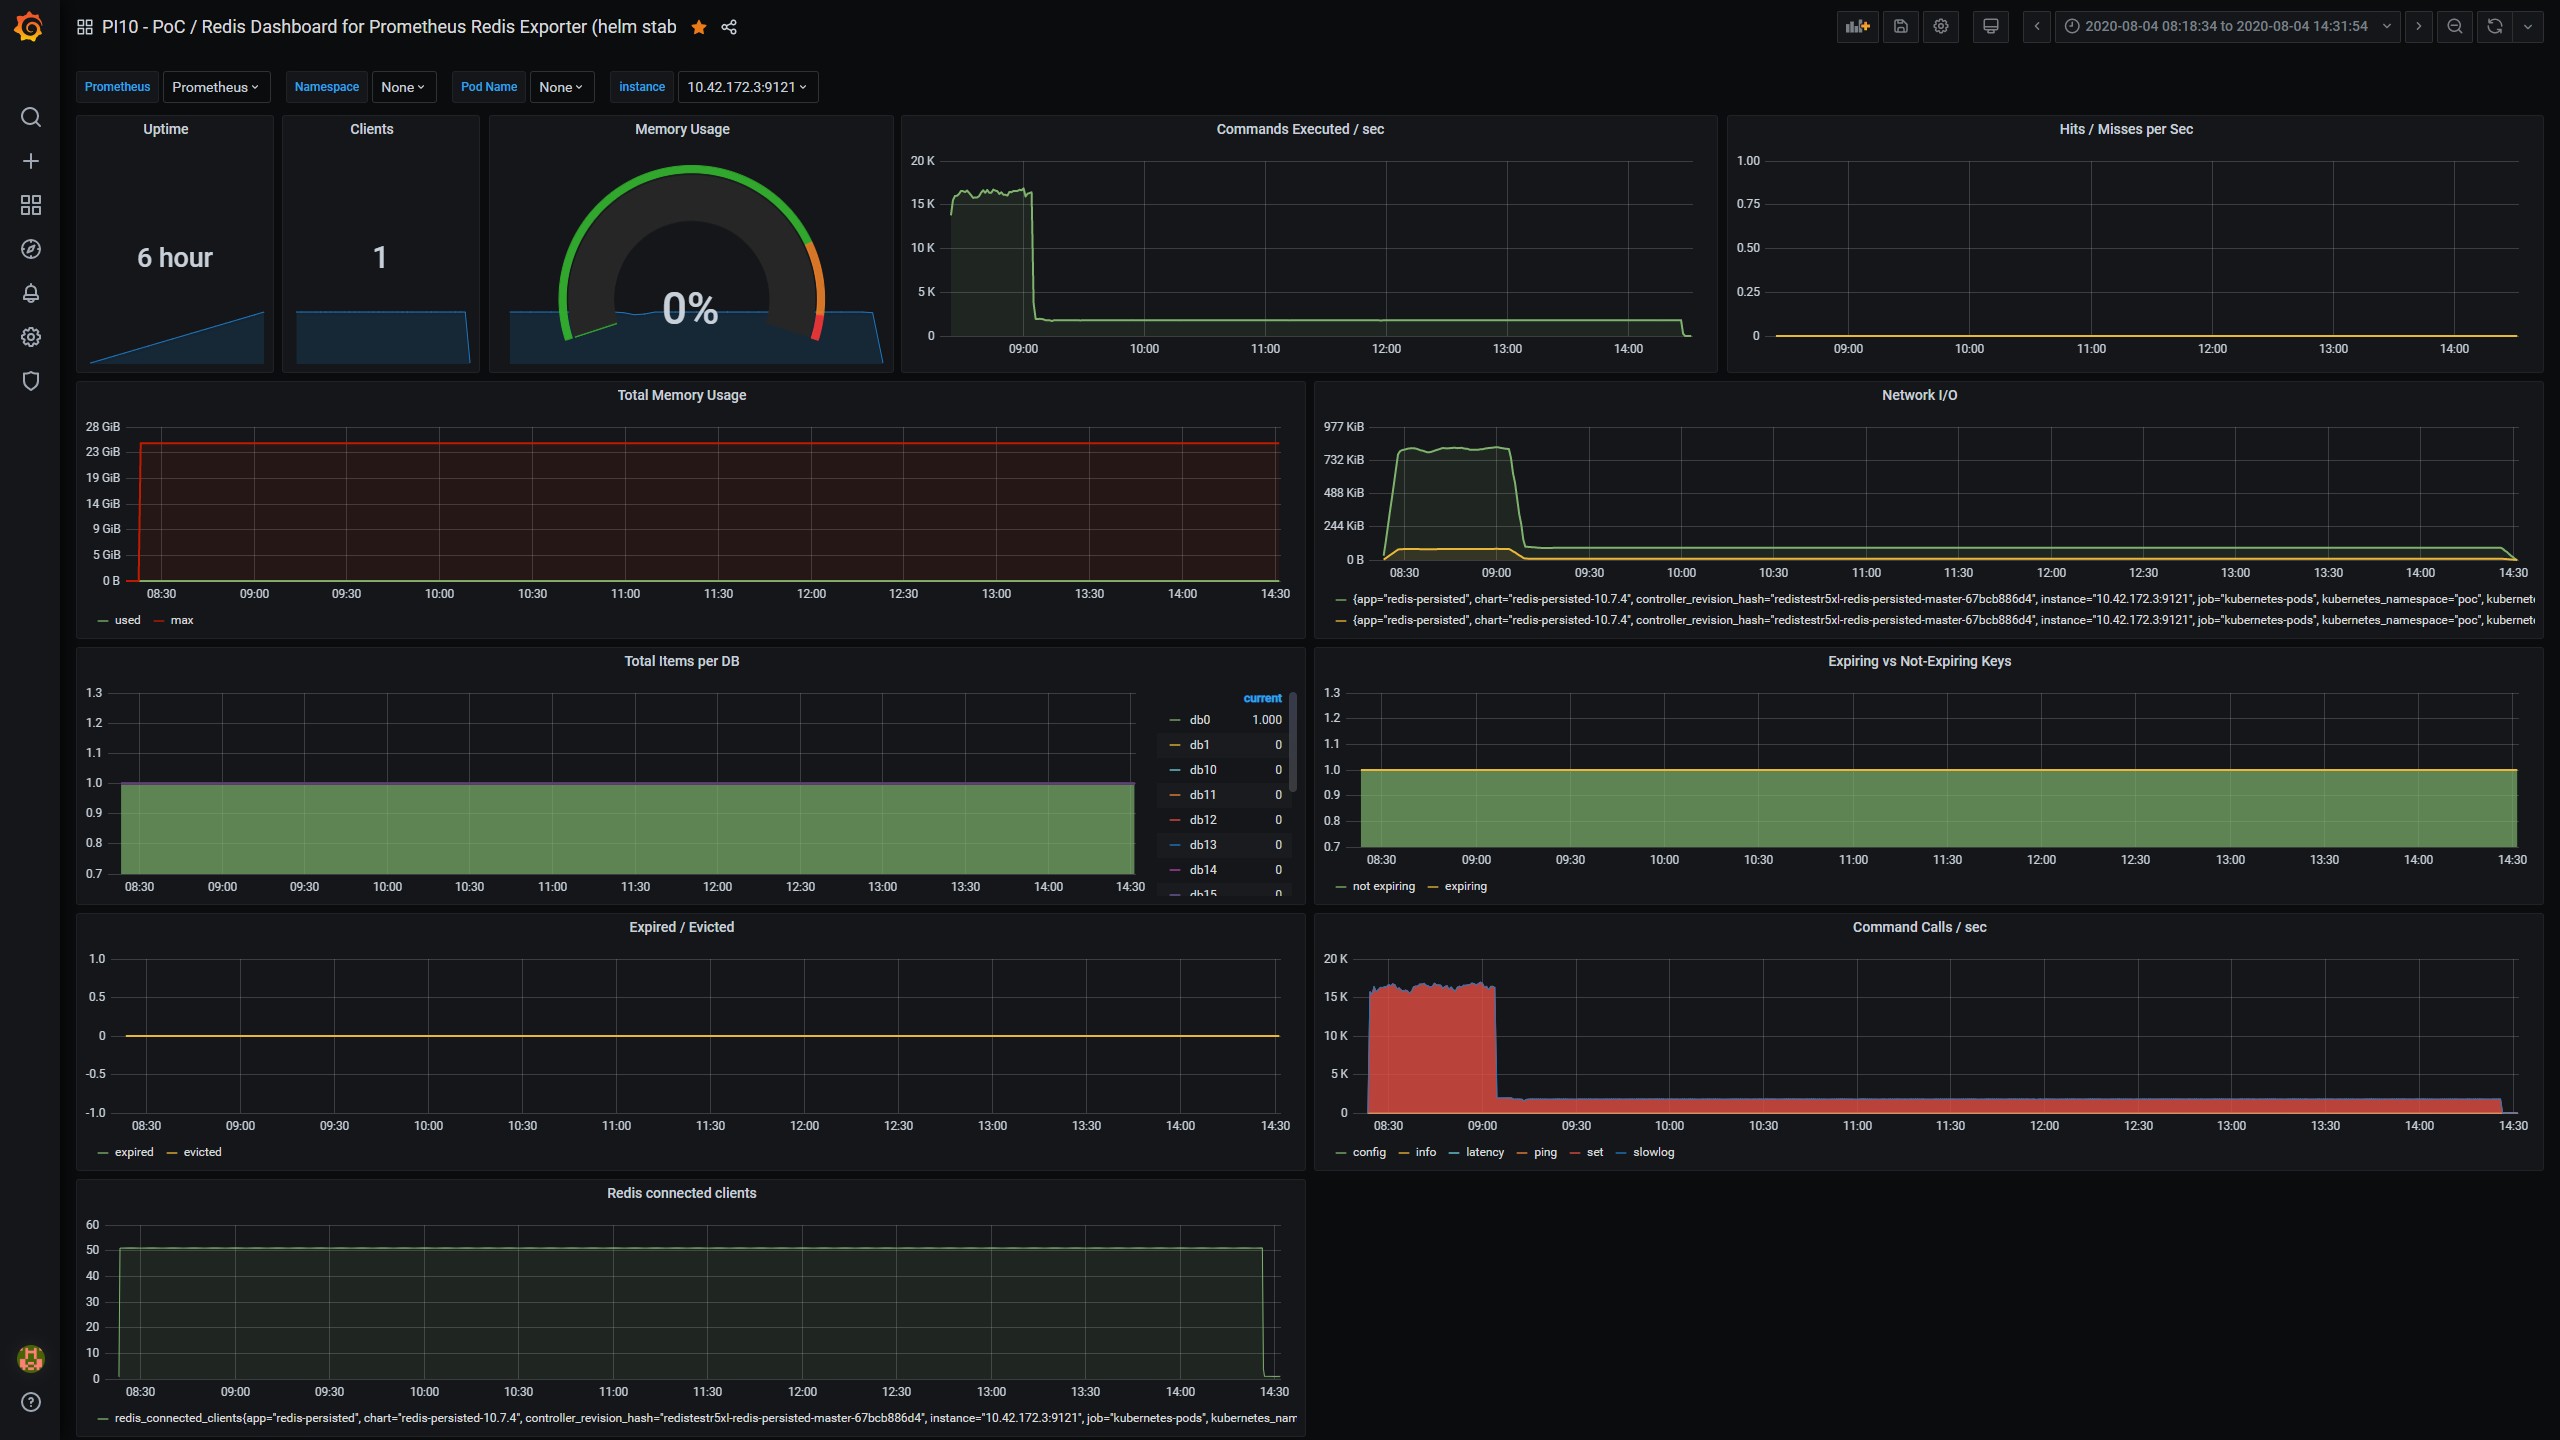 PI10 - PoC / Redis Dashboard for Prometheus Redis Exporter (helm stab
2020-08-04 08:18:34 to 2020-08-04 14:31:54
Prometheus Prometheus Namespace None Pod Name None instance 10.42.172.3:9121
Uptime
6 hour
Clients
1
Memory Usage
0%
Commands Executed / sec
20 K
15 K
10 K
5 K
0
09:00 10:00 11:00 12:00 13:00 14:00
Hits / Misses per Sec
1.00
0.75
0.50
0.25
0
09:00 10:00 11:00 12:00 13:00 14:00
Total Memory Usage
28 GiB
23 GiB
19 GiB
14 GiB
9 GiB
5 GiB
0 B
08:30 09:00 09:30 10:00 10:30 11:00 11:30 12:00 12:30 13:00 13:30 14:00 14:30
used max
Network I/O
977 KiB
732 KiB
488 KiB
244 KiB
0 B
08:30 09:00 09:30 10:00 10:30 11:00 11:30 12:00 12:30 13:00 13:30 14:00 14:30
{app="redis-persisted", chart="redis-persisted-10.7.4", controller_revision_hash="redistestr5xl-redis-persisted-master-67bcb886d4", instance="10.42.172.3:9121", job="kubernetes-pods", kubernetes_namespace="poc", kubernete
{app="redis-persisted", chart="redis-persisted-10.7.4", controller_revision_hash="redistestr5xl-redis-persisted-master-67bcb886d4", instance="10.42.172.3:9121", job="kubernetes-pods", kubernetes_namespace="poc", kubernete
Total Items per DB
1.3
1.2
1.1
1.0
0.9
0.8
0.7
08:30 09:00 09:30 10:00 10:30 11:00 11:30 12:00 12:30 13:00 13:30 14:00 14:30
current
db0 1.000
db1 0
db10 0
db11 0
db12 0
db13 0
db14 0
db15 0
Expiring vs Not-Expiring Keys
1.3
1.2
1.1
1.0
0.9
0.8
0.7
08:30 09:00 09:30 10:00 10:30 11:00 11:30 12:00 12:30 13:00 13:30 14:00 14:30
not expiring expiring
Expired / Evicted
1.0
0.5
0
-0.5
-1.0
08:30 09:00 09:30 10:00 10:30 11:00 11:30 12:00 12:30 13:00 13:30 14:00 14:30
expired evicted
Command Calls / sec
20 K
15 K
10 K
5 K
0
08:30 09:00 09:30 10:00 10:30 11:00 11:30 12:00 12:30 13:00 13:30 14:00 14:30
config info latency ping set slowlog
Redis connected clients
60
50
40
30
20
10
0
08:30 09:00 09:30 10:00 10:30 11:00 11:30 12:00 12:30 13:00 13:30 14:00 14:30
redis_connected_clients{app="redis-persisted", chart="redis-persisted-10.7.4", controller_revision_hash="redistestr5xl-redis-persisted-master-67bcb886d4", instance="10.42.172.3:9121", job="kubernetes-pods", kubernetes_nam